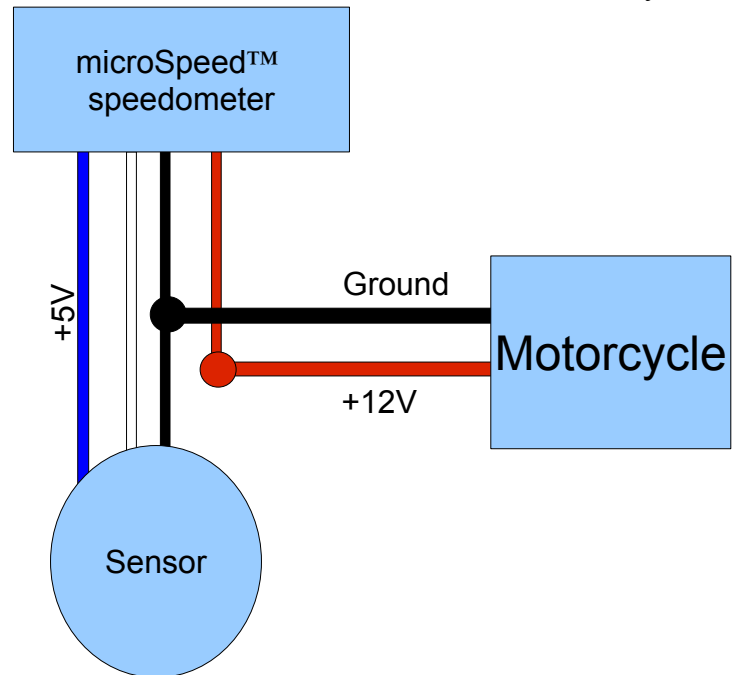 microSpeed™
speedometer
+5V
Ground
Motorcycle
+12V
Sensor